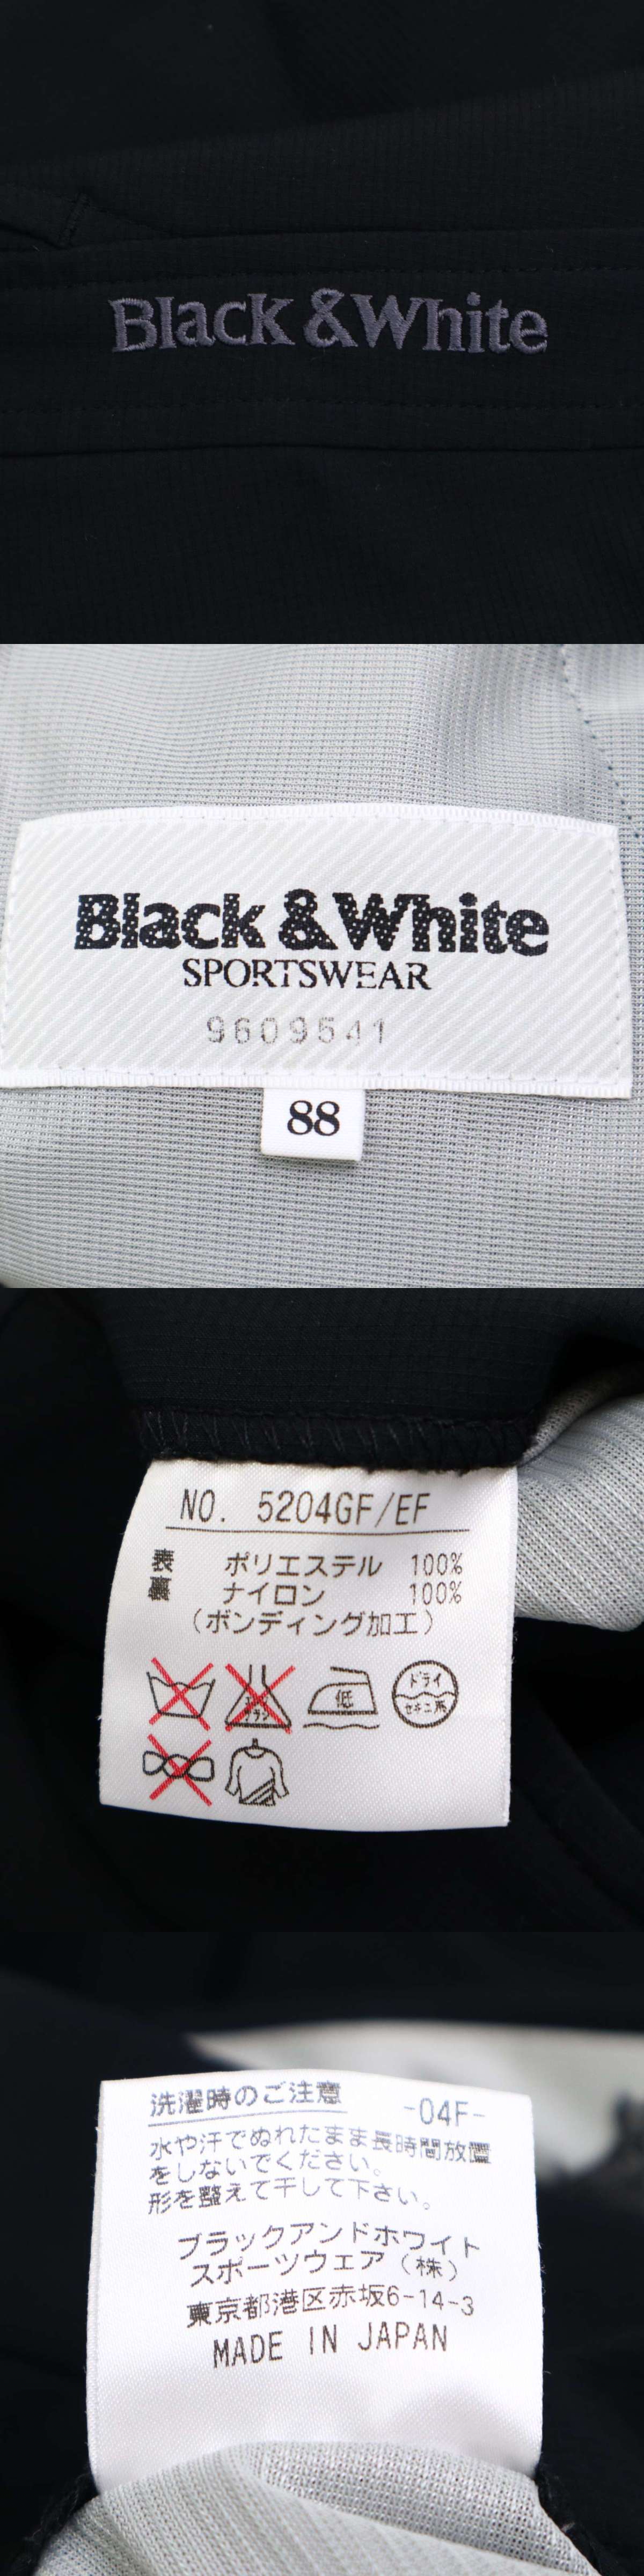 Black & White
Black & White
SPORTSWEAR
9609541
88
NO. 5204GF/EF
表 ポリエステル 100%
裏 ナイロン 100%
（ボンディング加工）
低
ドライ
セキユ系
洗濯時のご注意 -04F-
水や汗でぬれたまま長時間放置
をしないでください。
形を整えて干して下さい。
ブラックアンドホワイト
スポーツウェア（株）
東京都港区赤坂6-14-3
MADE IN JAPAN